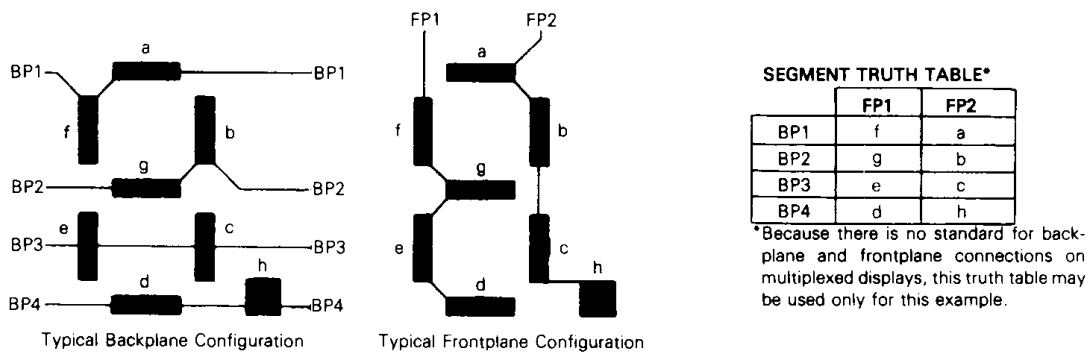 a
BP1
BP1
f
b
g
BP2
BP2
e
c
BP3
BP3
d
h
BP4
BP4
Typical Backplane Configuration
FP1
FP2
a
f
b
g
e
c
h
d
Typical Frontplane Configuration
SEGMENT TRUTH TABLE*
FP1 FP2
BP1 f a
BP2 g b
BP3 e c
BP4 d h
*Because there is no standard for back-
plane and frontplane connections on
multiplexed displays, this truth table may
be used only for this example.